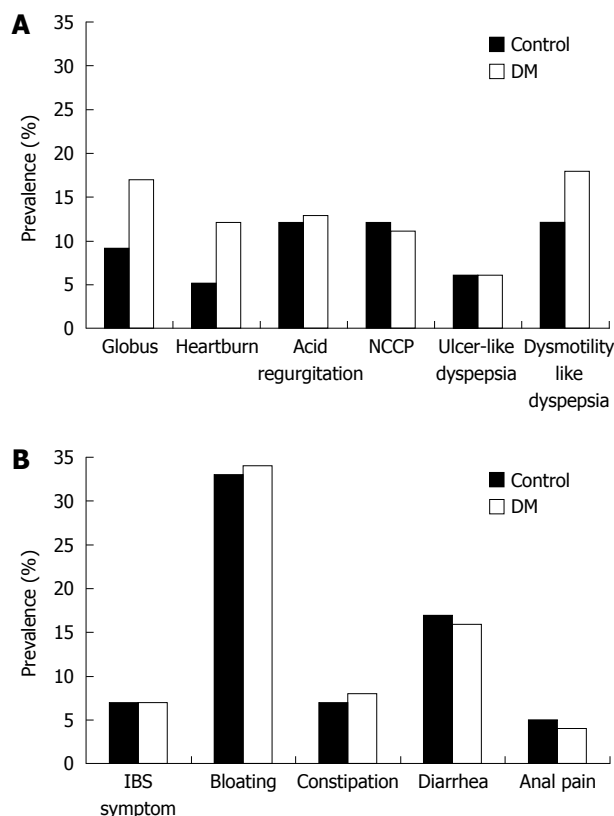 A
Control
DM
Prevalence (%)
35
30
25
20
15
10
5
0
Globus Heartburn Acid NCCP Ulcer-like Dysmotility
regurgitation dyspepsia like
dyspepsia
B
Control
DM
Prevalence (%)
35
30
25
20
15
10
5
0
IBS Bloating Constipation Diarrhea Anal pain
symptom